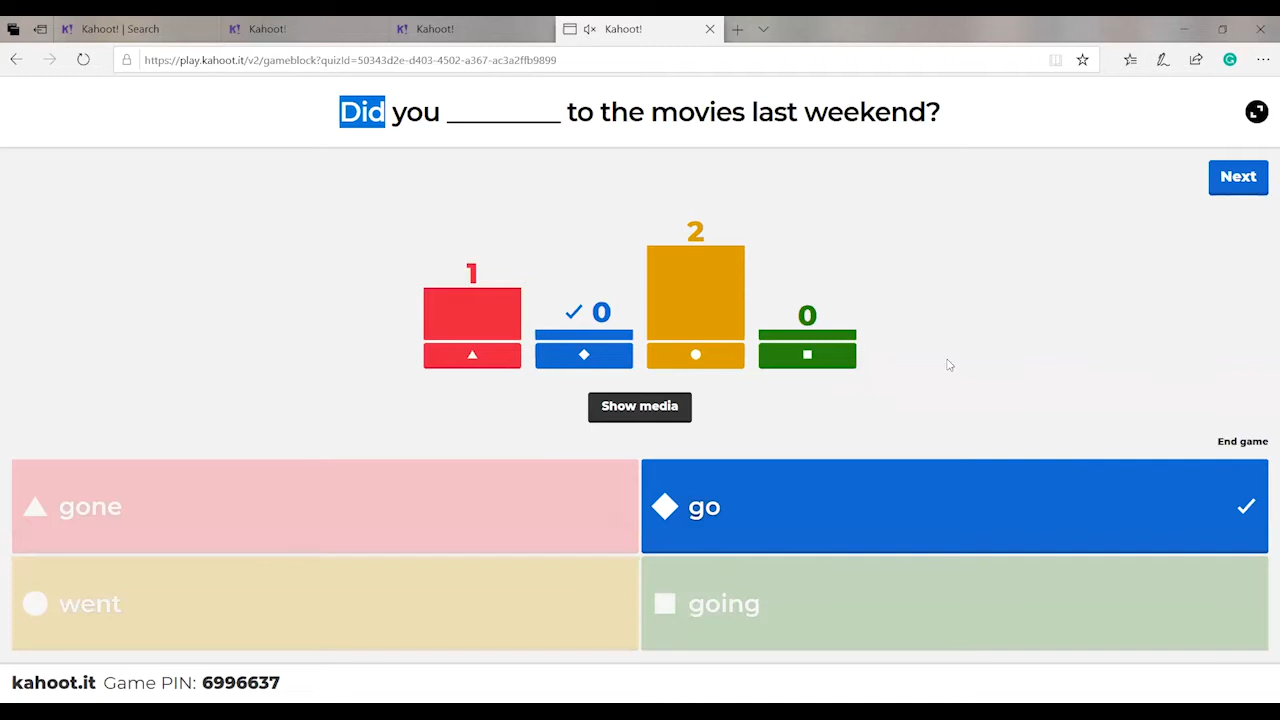 Kahoot! | Search
Kahoot!
Kahoot!
Kahoot!
https://play.kahoot.it/v2/gameblock?quizId=50343d2e-d403-4502-a367-ac3a2ffb9899
Did you _________ to the movies last weekend?
Next
1
0
2
0
Show media
End game
gone
go
went
going
kahoot.it Game PIN: 6996637